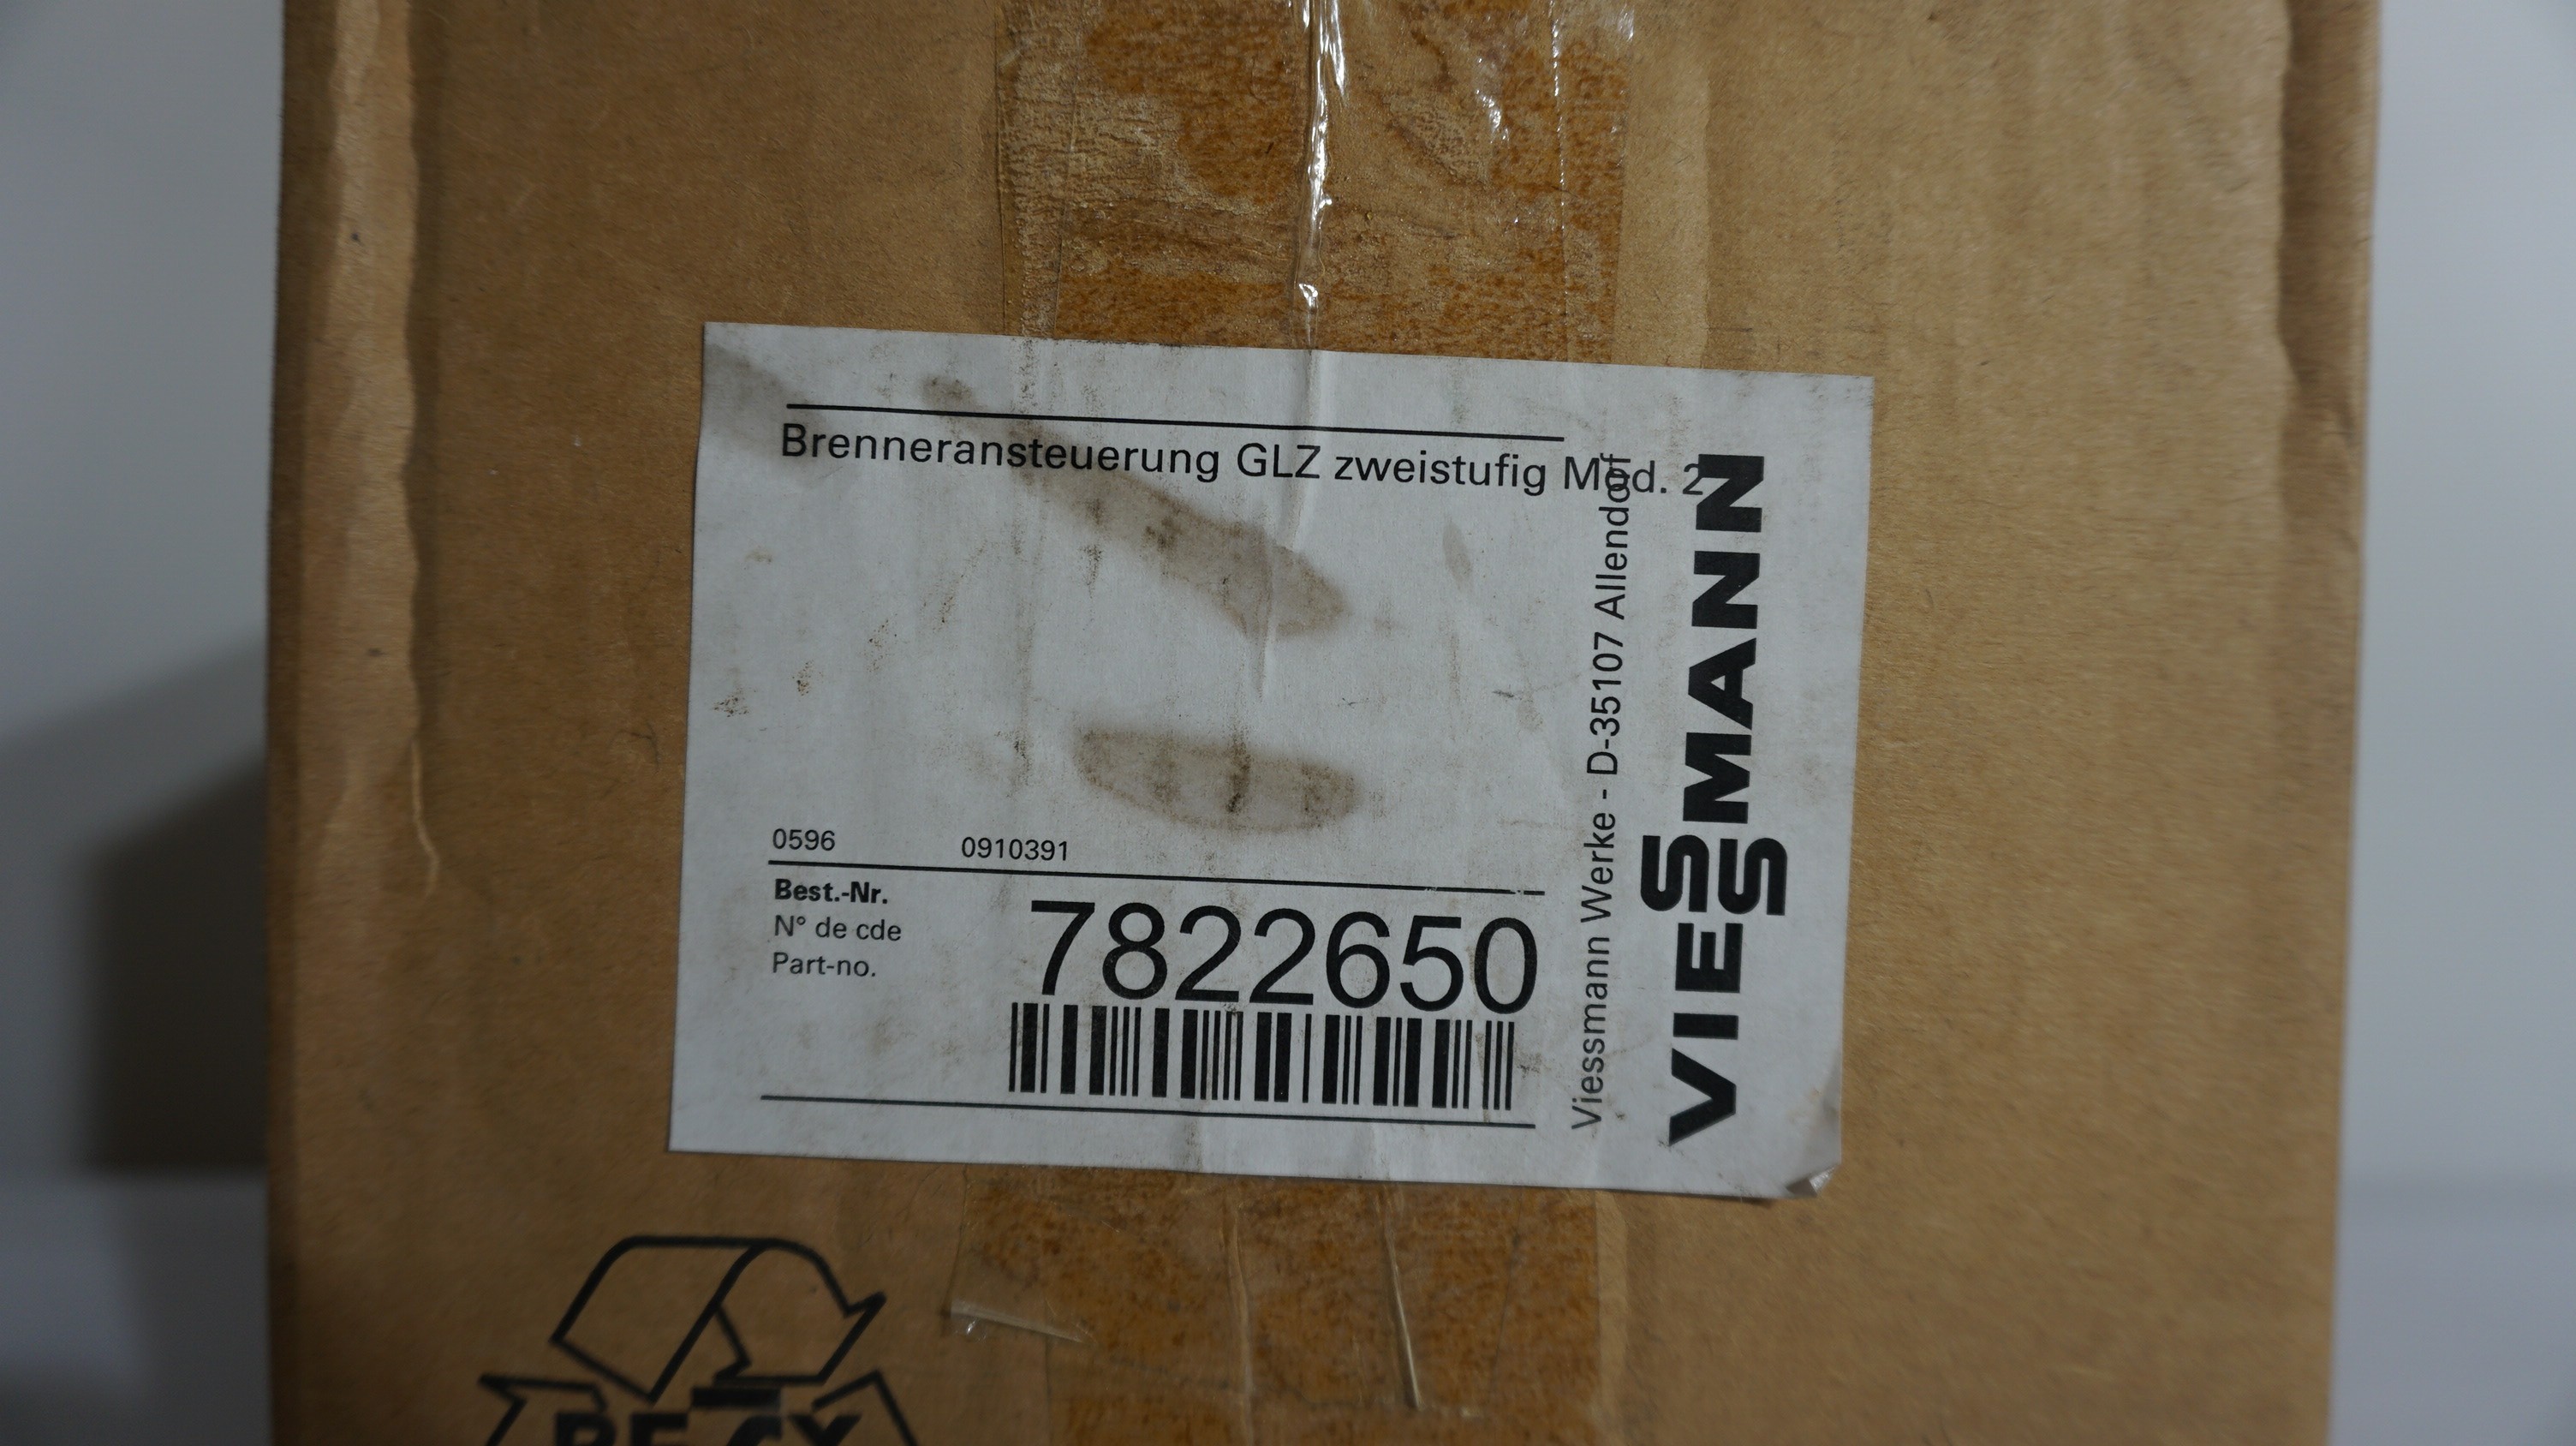 Brenneransteuerung GLZ zweistufig Mod. 2
0596 0910391
Best.-Nr.
N° de cde
Part-no.
7822650
Viessmann Werke - D-35107 Allendorf
VIESSMANN
RECY